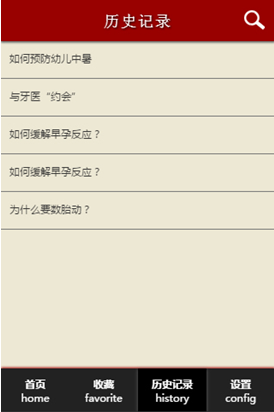 历史记录
如何预防幼儿中暑
与牙医“约会”
如何缓解早孕反应？
如何缓解早孕反应？
为什么要数胎动？
首页 收藏 历史记录 设置
home favorite history config